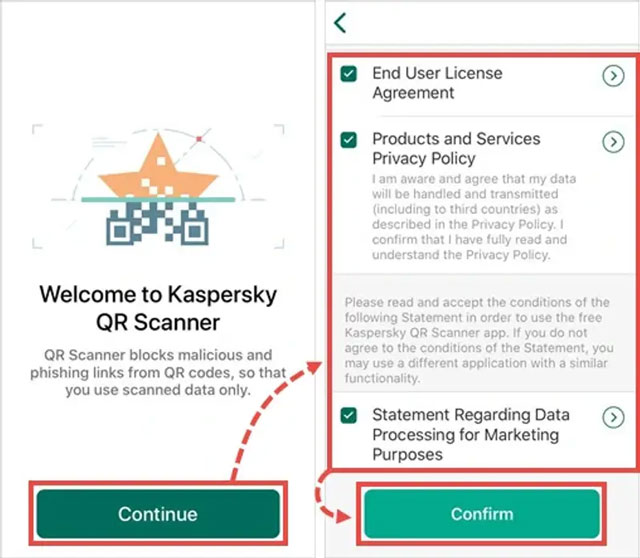 Welcome to Kaspersky
QR Scanner
QR Scanner blocks malicious and
phishing links from QR codes, so that
you use scanned data only.
Continue
End User License
Agreement
Products and Services
Privacy Policy
I am aware and agree that my data
will be handled and transmitted
(including to third countries) as
described in the Privacy Policy. I
confirm that I have fully read and
understand the Privacy Policy.
Please read and accept the conditions of the
following Statement in order to use the free
Kaspersky QR Scanner app. If you do not
agree to the conditions of the Statement, you
may use a different application with a similar
functionality.
Statement Regarding Data
Processing for Marketing
Purposes
Confirm